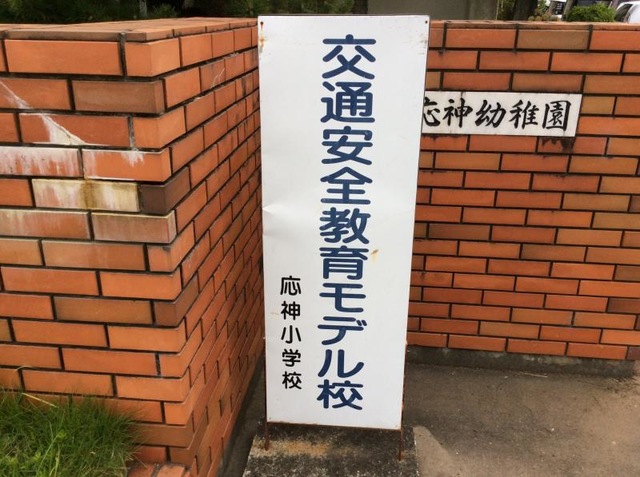 交通安全教育モデル校
応神小学校
応神幼稚園